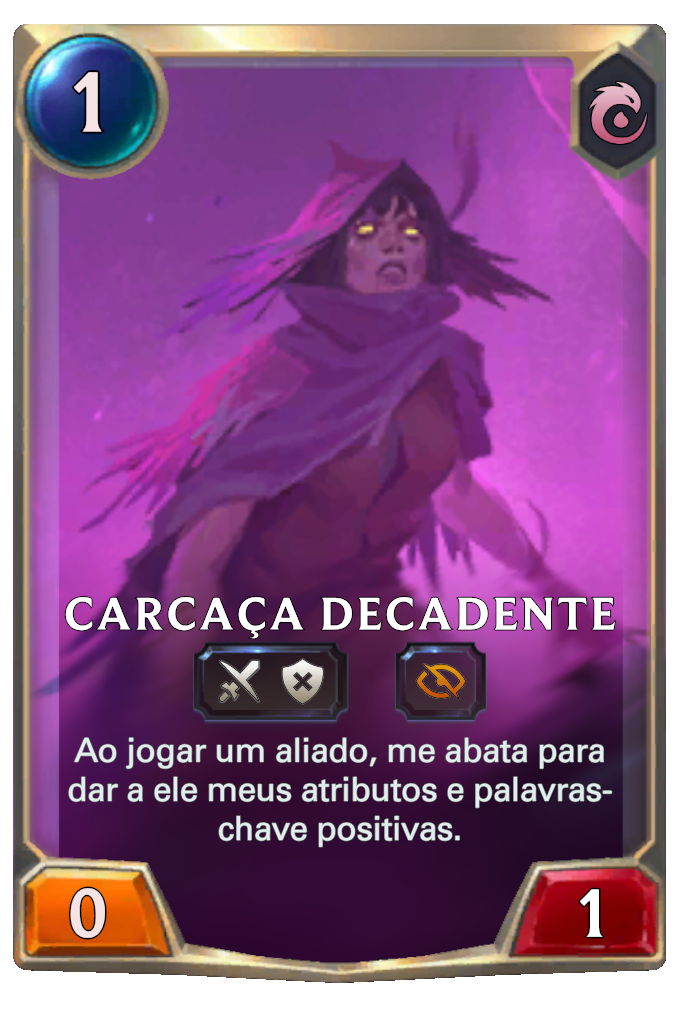 1
CARCAÇA DECADENTE
Ao jogar um aliado, me abata para
dar a ele meus atributos e palavras-
chave positivas.
0
1